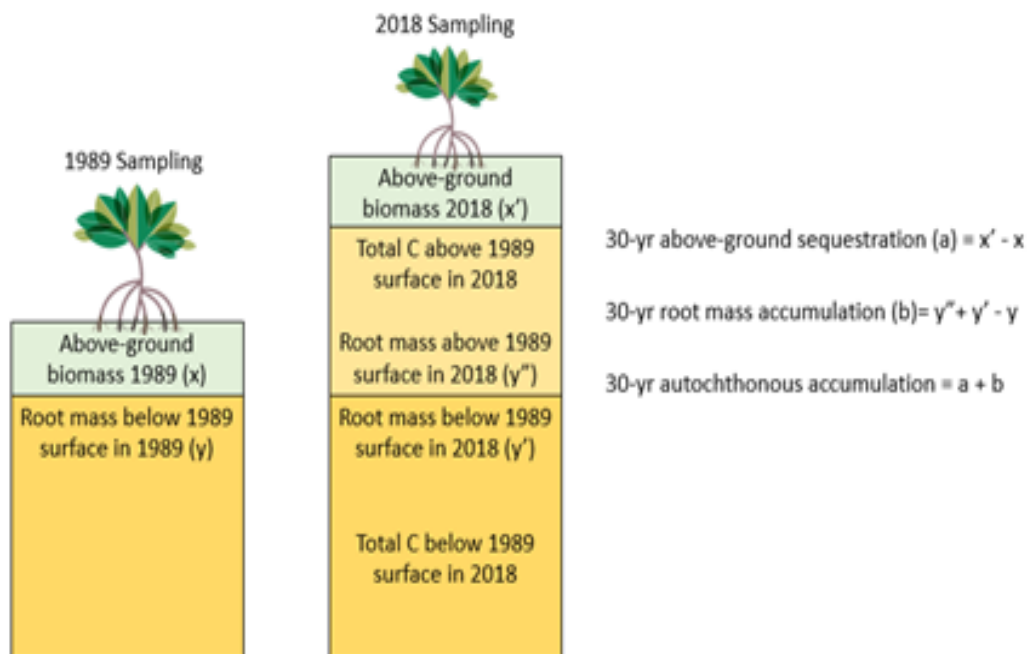 2018 Sampling
1989 Sampling
Above-ground
biomass 1989 (x)
Root mass below 1989
surface in 1989 (y)
Above-ground
biomass 2018 (x′)
Total C above 1989
surface in 2018
Root mass above 1989
surface in 2018 (y″)
Root mass below 1989
surface in 2018 (y′)
Total C below 1989
surface in 2018
30-yr above-ground sequestration (a) = x′ - x
30-yr root mass accumulation (b)= y″+ y′ - y
30-yr autochthonous accumulation = a + b